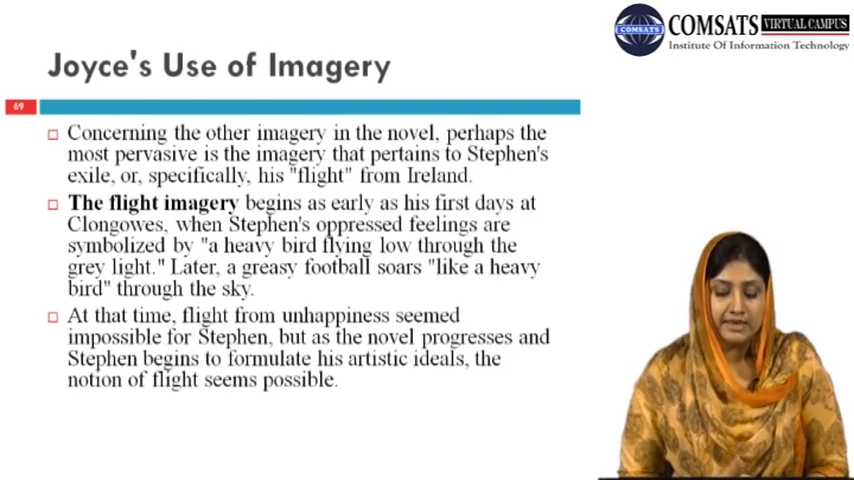 COMSATS VIRTUAL CAMPUS
COMSATS
Institute Of Information Technology
Joyce's Use of Imagery
69
Concerning the other imagery in the novel, perhaps the
most pervasive is the imagery that pertains to Stephen's
exile, or, specifically, his "flight" from Ireland.
The flight imagery begins as early as his first days at
Clongowes, when Stephen's oppressed feelings are
symbolized by "a heavy bird flying low through the
grey light." Later, a greasy football soars "like a heavy
bird" through the sky.
At that time, flight from unhappiness seemed
impossible for Stephen, but as the novel progresses and
Stephen begins to formulate his artistic ideals, the
notion of flight seems possible.